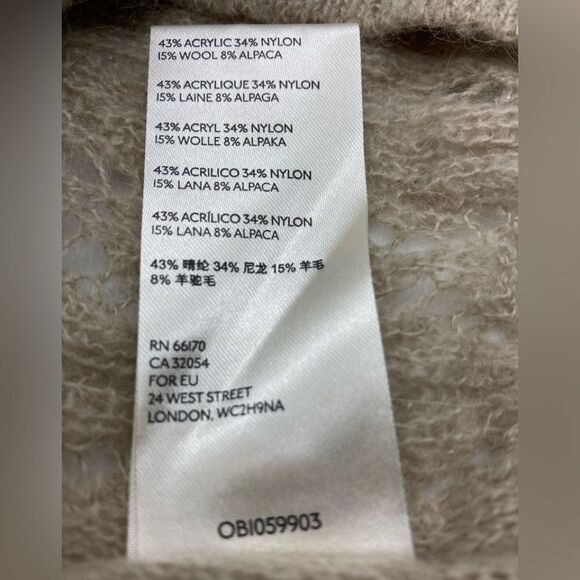 43% ACRYLIC 34% NYLON
15% WOOL 8% ALPACA
43% ACRYLIQUE 34% NYLON
15% LAINE 8% ALPAGA
43% ACRYL 34% NYLON
15% WOLLE 8% ALPAKA
43% ACRILICO 34% NYLON
15% LANA 8% ALPACA
43% ACRÍLICO 34% NYLON
15% LANA 8% ALPACA
43% 晴纶 34% 尼龙 15% 羊毛
8% 羊驼毛
RN 66170
CA 32054
FOR EU
24 WEST STREET
LONDON, WC2H9NA
OB1059903